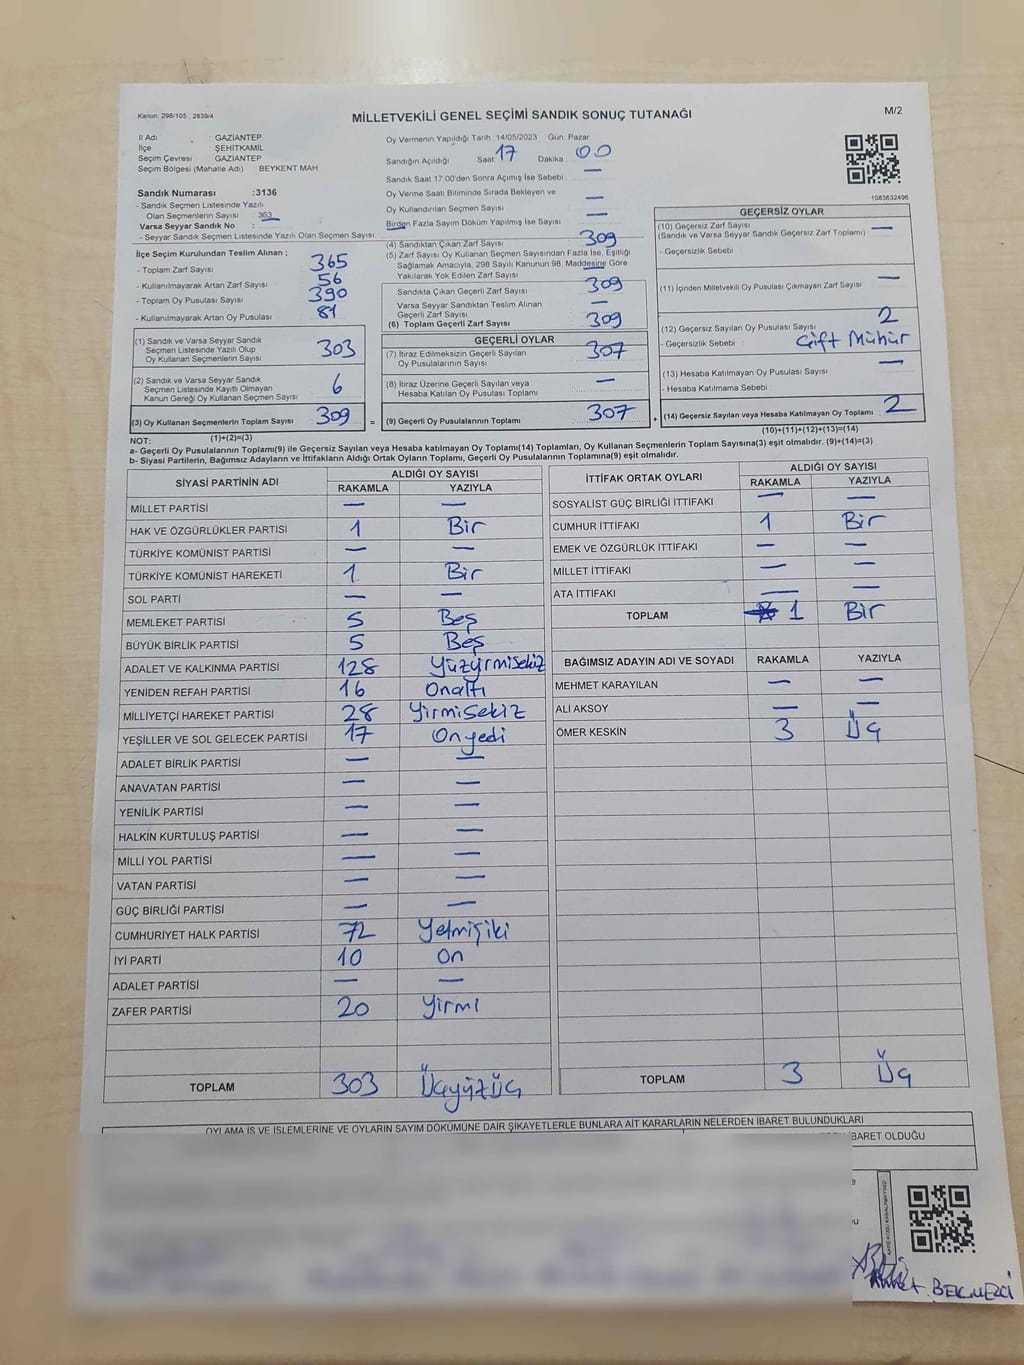 Kanun: 298/105 ; 2839/4
MİLLETVEKİLİ GENEL SEÇİMİ SANDIK SONUÇ TUTANAĞI
M/2
İl Adı : GAZİANTEP
İlçe : ŞEHİTKAMİL
Seçim Çevresi : GAZİANTEP
Seçim Bölgesi (Mahalle Adı) : BEYKENT MAH
Sandık Numarası :3136
- Sandık Seçmen Listesinde Yazılı
Olan Seçmenlerin Sayısı : 363
Varsa Seyyar Sandık No :
- Seyyar Sandık Seçmen Listesinde Yazılı Olan Seçmen Sayısı:
İlçe Seçim Kurulundan Teslim Alınan ;
- Toplam Zarf Sayısı : 365
- Kullanılmayarak Artan Zarf Sayısı : 56
- Toplam Oy Pusulası Sayısı : 390
- Kullanılmayarak Artan Oy Pusulası : 81
(1) Sandık ve Varsa Seyyar Sandık
Seçmen Listesinde Yazılı Olup
Oy Kullanan Seçmenlerin Sayısı 303
(2) Sandık ve Varsa Seyyar Sandık
Seçmen Listesinde Kayıtlı Olmayan
Kanun Gereği Oy Kullanan Seçmen Sayısı 6
(3) Oy Kullanan Seçmenlerin Toplam Sayısı 309 =
(1)+(2)=(3)
Oy Vermenin Yapıldığı Tarih :14/05/2023 Gün: Pazar
Sandığın Açıldığı Saat 17 Dakika 00
Sandık Saat 17:00'den Sonra Açılmış İse Sebebi : —
Oy Verme Saati Bitiminde Sırada Bekleyen ve
Oy Kullandırılan Seçmen Sayısı : —
Birden Fazla Sayım Döküm Yapılmış İse Sayısı : —
(4) Sandıktan Çıkan Zarf Sayısı : 309
(5) Zarf Sayısı Oy Kullanan Seçmen Sayısından Fazla İse, Eşitliği
Sağlamak Amacıyla, 298 Sayılı Kanunun 98. Maddesine Göre
Yakılarak Yok Edilen Zarf Sayısı :
Sandıkta Çıkan Geçerli Zarf Sayısı : 309
Varsa Seyyar Sandıktan Teslim Alınan
Geçerli Zarf Sayısı : —
(6) Toplam Geçerli Zarf Sayısı : 309
GEÇERLİ OYLAR
(7) İtiraz Edilmeksizin Geçerli Sayılan
Oy Pusulalarının Sayısı : 307
(8) İtiraz Üzerine Geçerli Sayılan veya
Hesaba Katılan Oy Pusulası Toplamı : —
(9) Geçerli Oy Pusulalarının Toplamı : 307 +
1083632496
GEÇERSİZ OYLAR
(10) Geçersiz Zarf Sayısı : —
(Sandık ve Varsa Seyyar Sandık Geçersiz Zarf Toplamı)
- Geçersizlik Sebebi :
(11) İçinden Milletvekili Oy Pusulası Çıkmayan Zarf Sayısı : —
(12) Geçersiz Sayılan Oy Pusulası Sayısı : 2
- Geçersizlik Sebebi : Çift Mühür
(13) Hesaba Katılmayan Oy Pusulası Sayısı : —
- Hesaba Katılmama Sebebi :
(14) Geçersiz Sayılan veya Hesaba Katılmayan Oy Toplamı : 2
(10)+(11)+(12)+(13)=(14)
NOT:
a- Geçerli Oy Pusulalarının Toplamı(9) ile Geçersiz Sayılan veya Hesaba katılmayan Oy Toplamı(14) Toplamları, Oy Kullanan Seçmenlerin Toplam Sayısına(3) eşit olmalıdır. (9)+(14)=(3)
b- Siyasi Partilerin, Bağımsız Adayların ve İttifakların Aldığı Ortak Oyların Toplamı, Geçerli Oy Pusulalarının Toplamına(9) eşit olmalıdır.
SİYASİ PARTİNİN ADI ALDIĞI OY SAYISI
RAKAMLA YAZIYLA
MİLLET PARTİSİ — —
HAK VE ÖZGÜRLÜKLER PARTİSİ 1 Bir
TÜRKİYE KOMÜNİST PARTİSİ — —
TÜRKİYE KOMÜNİST HAREKETİ 1 Bir
SOL PARTİ — —
MEMLEKET PARTİSİ 5 Beş
BÜYÜK BİRLİK PARTİSİ 5 Beş
ADALET VE KALKINMA PARTİSİ 128 Yüzyirmisekiz
YENİDEN REFAH PARTİSİ 16 Onaltı
MİLLİYETÇİ HAREKET PARTİSİ 28 Yirmisekiz
YEŞİLLER VE SOL GELECEK PARTİSİ 17 Onyedi
ADALET BİRLİK PARTİSİ — —
ANAVATAN PARTİSİ — —
YENİLİK PARTİSİ — —
HALKIN KURTULUŞ PARTİSİ — —
MİLLİ YOL PARTİSİ — —
VATAN PARTİSİ — —
GÜÇ BİRLİĞİ PARTİSİ — —
CUMHURİYET HALK PARTİSİ 72 Yetmişiki
İYİ PARTİ 10 On
ADALET PARTİSİ — —
ZAFER PARTİSİ 20 Yirmi
TOPLAM 303 Üçyüzüç
İTTİFAK ORTAK OYLARI ALDIĞI OY SAYISI
RAKAMLA YAZIYLA
SOSYALİST GÜÇ BİRLİĞİ İTTİFAKI — —
CUMHUR İTTİFAKI 1 Bir
EMEK VE ÖZGÜRLÜK İTTİFAKI — —
MİLLET İTTİFAKI — —
ATA İTTİFAKI — —
TOPLAM 1 Bir
BAĞIMSIZ ADAYIN ADI VE SOYADI RAKAMLA YAZIYLA
MEHMET KARAYILAN — —
ALİ AKSOY — —
ÖMER KESKİN 3 Üç
TOPLAM 3 Üç
OYLAMA İŞ VE İŞLEMLERİNE VE OYLARIN SAYIM DÖKÜMÜNE DAİR ŞİKAYETLERLE BUNLARA AİT KARARLARIN NELERDEN İBARET BULUNDUKLARI
İBARET OLDUĞU
BEKMEZCİ